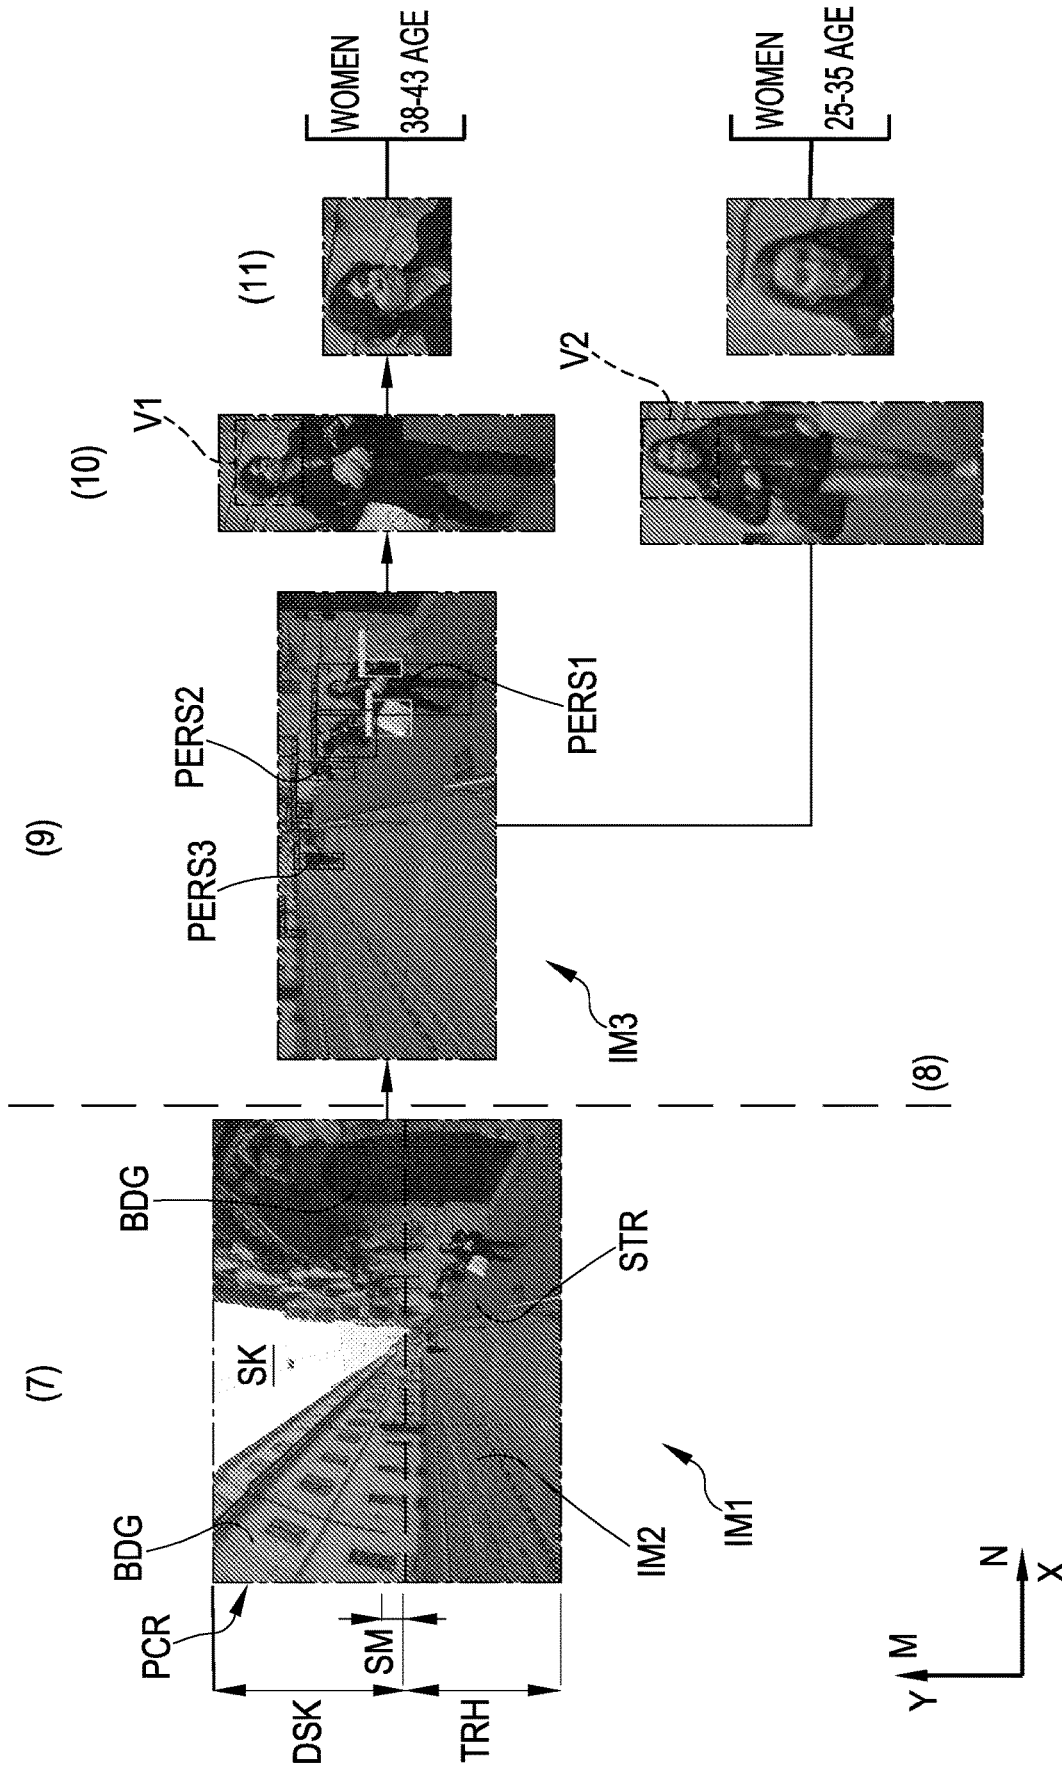 (7)
(9)
(10)
(11)
(8)
PCR
BDG
BDG
SK
DSK
SM
TRH
IM2
IM1
STR
PERS3
PERS2
PERS1
IM3
V1
V2
WOMEN
38-43 AGE
WOMEN
25-35 AGE
Y
M
N
X